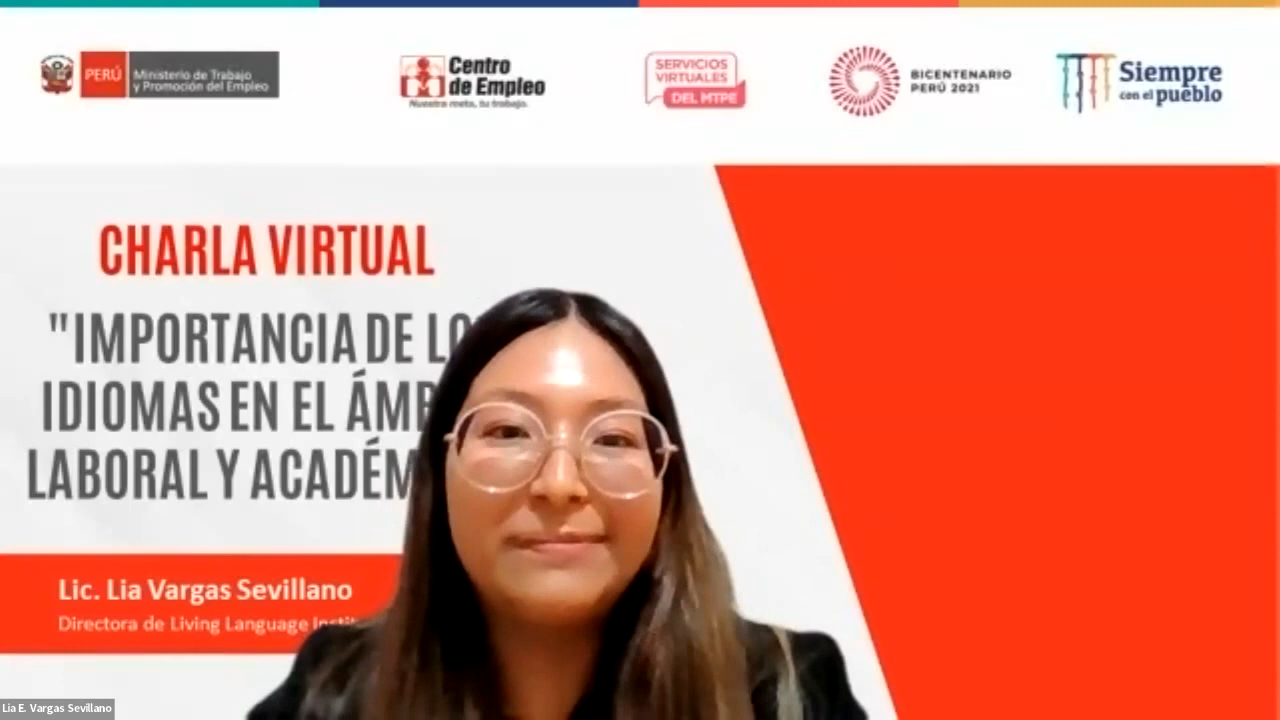 PERÚ
Ministerio de Trabajo
y Promoción del Empleo
Centro
de Empleo
Nuestra meta, tu trabajo.
SERVICIOS
VIRTUALES
DEL MTPE
BICENTENARIO
PERÚ 2021
Siempre
con el pueblo
CHARLA VIRTUAL
"IMPORTANCIA DE LO
IDIOMAS EN EL ÁMB
LABORAL Y ACADÉM
Lic. Lia Vargas Sevillano
Directora de Living Language Instit
Lia E. Vargas Sevillano